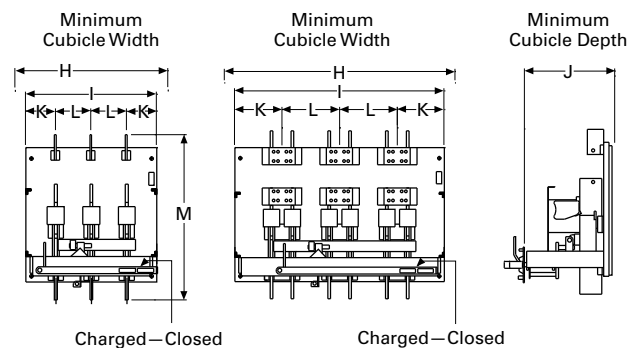 Minimum
Cubicle Width
H
I
K L L K
M
Charged—Closed
Minimum
Cubicle Width
H
I
K L L K
Charged—Closed
Minimum
Cubicle Depth
J